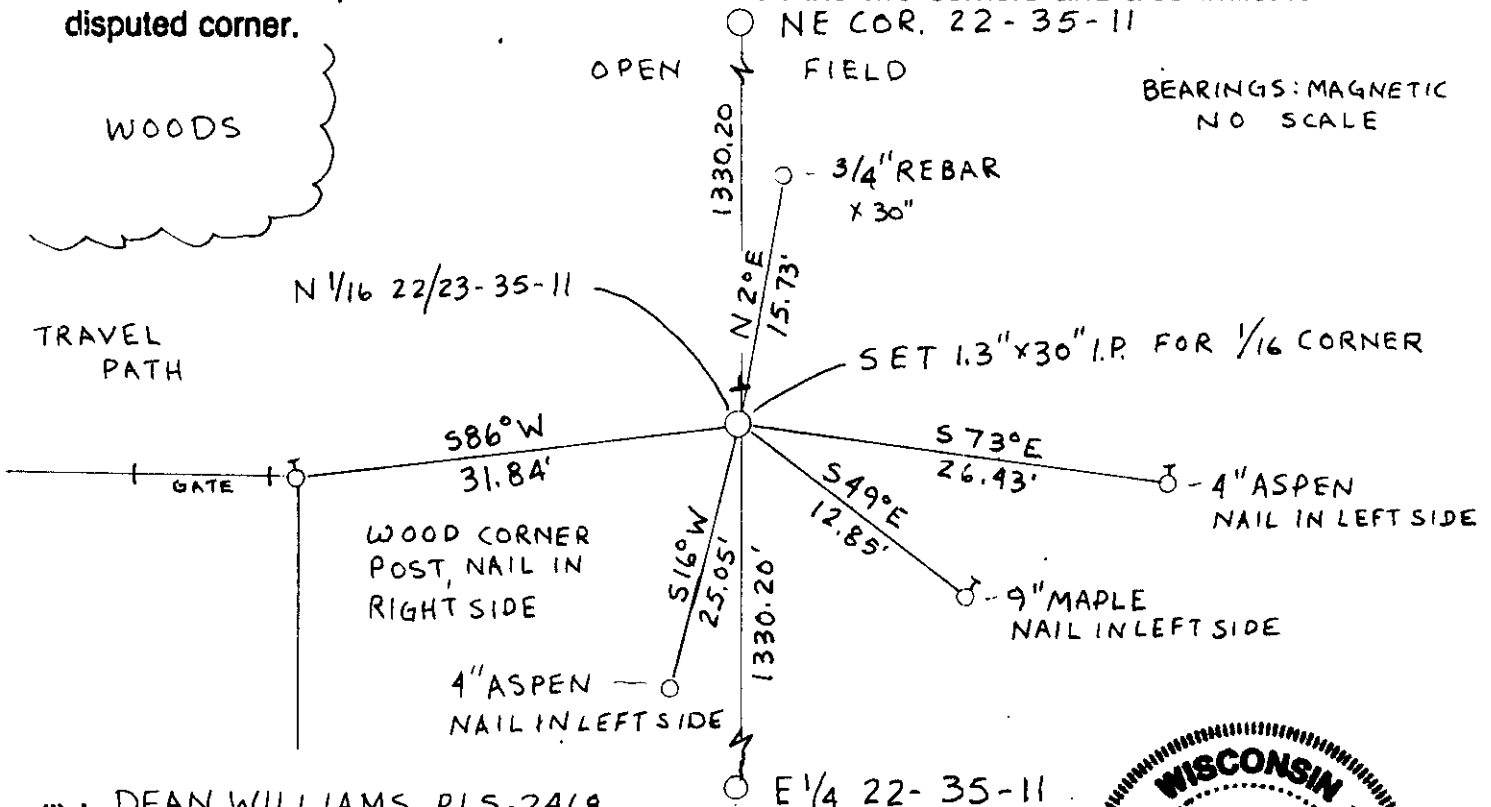 disputed corner.
NE COR. 22-35-11
OPEN FIELD
WOODS
BEARINGS: MAGNETIC
NO SCALE
1330.20
3/4" REBAR
x 30"
N 2°E
15.73'
N 1/16 22/23-35-11
TRAVEL
PATH
SET 1.3"x30" I.P. FOR 1/16 CORNER
S86°W
31.84'
S 73°E
26.43'
GATE
4" ASPEN
NAIL IN LEFT SIDE
S49°E
12.85'
WOOD CORNER
POST, NAIL IN
RIGHT SIDE
S16°W
25.05'
1330.20'
9" MAPLE
NAIL IN LEFT SIDE
4" ASPEN
NAIL IN LEFT SIDE
WISCONSIN
E 1/4 22-35-11
DEAN WILLIAMS